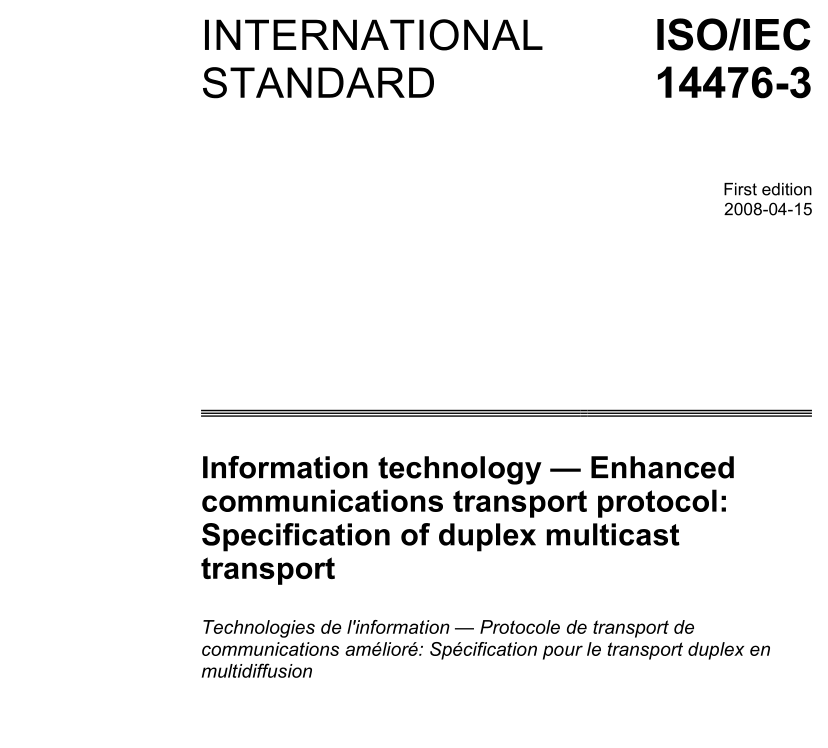 INTERNATIONAL STANDARD
ISO/IEC 14476-3
First edition
2008-04-15
Information technology — Enhanced
communications transport protocol:
Specification of duplex multicast
transport
Technologies de l'information — Protocole de transport de
communications amélioré: Spécification pour le transport duplex en
multidiffusion